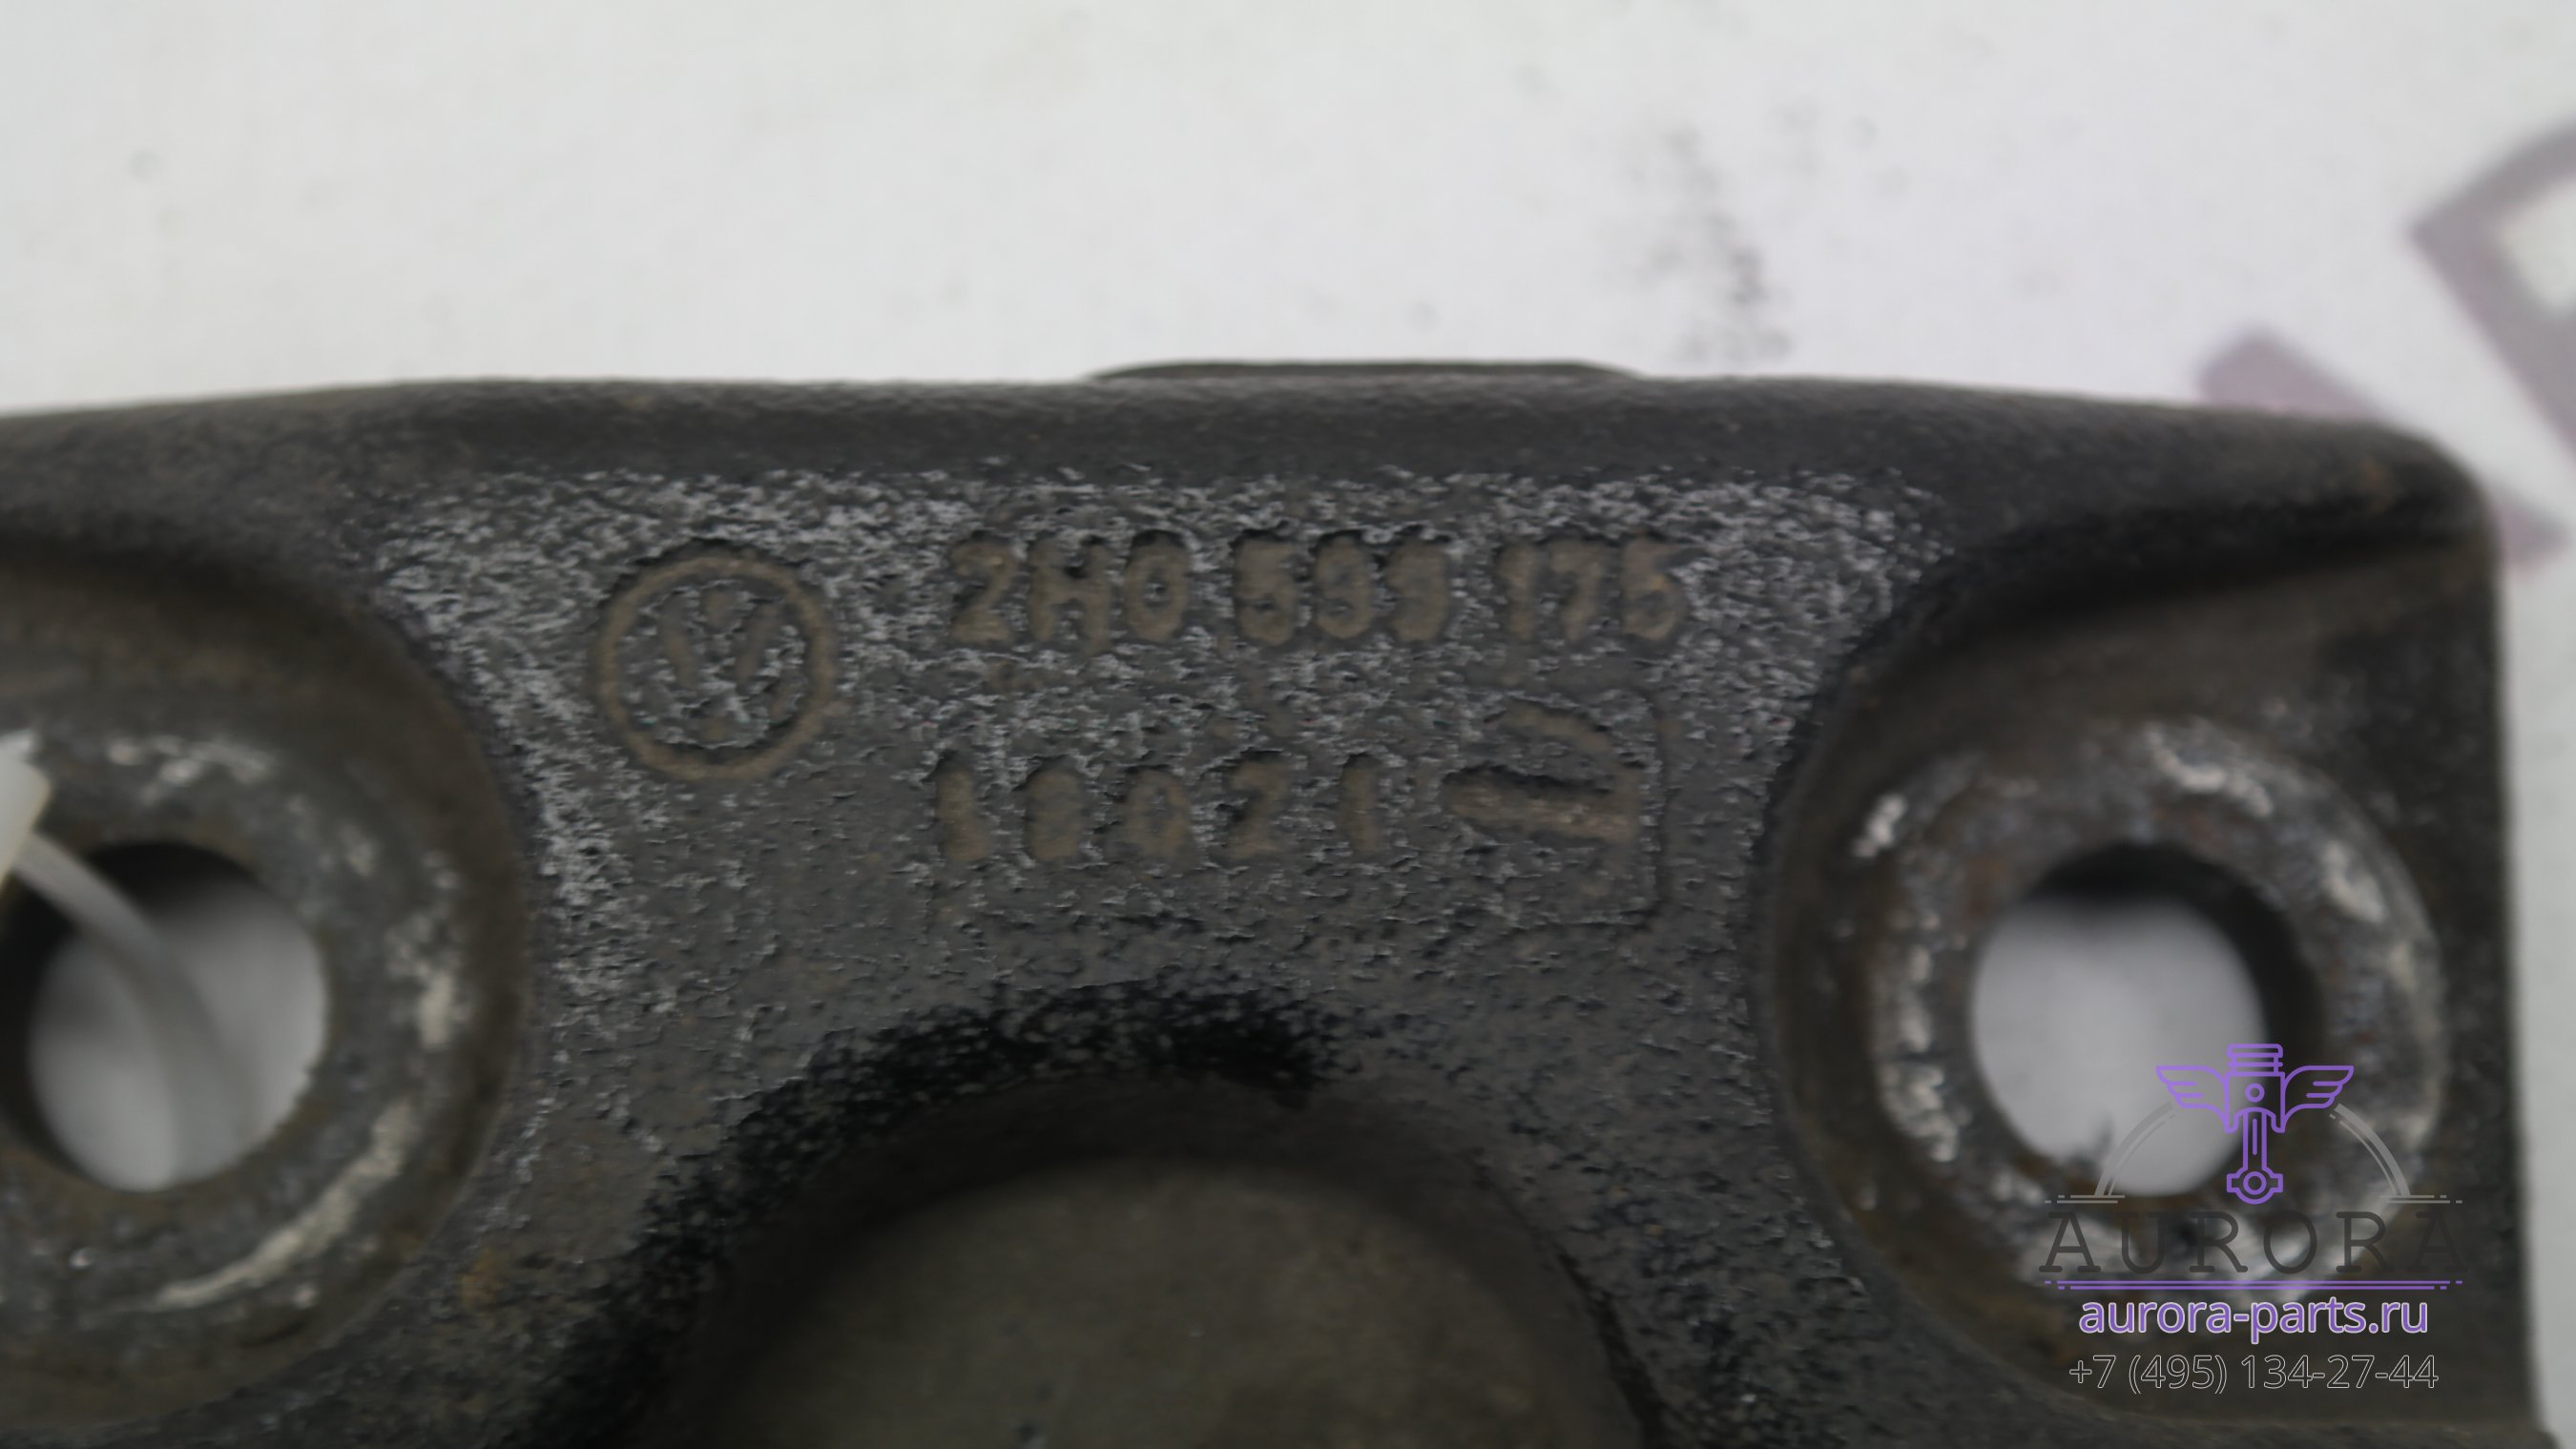 2H0 599 175
AURORA
aurora-parts.ru
+7 (495) 134-27-44